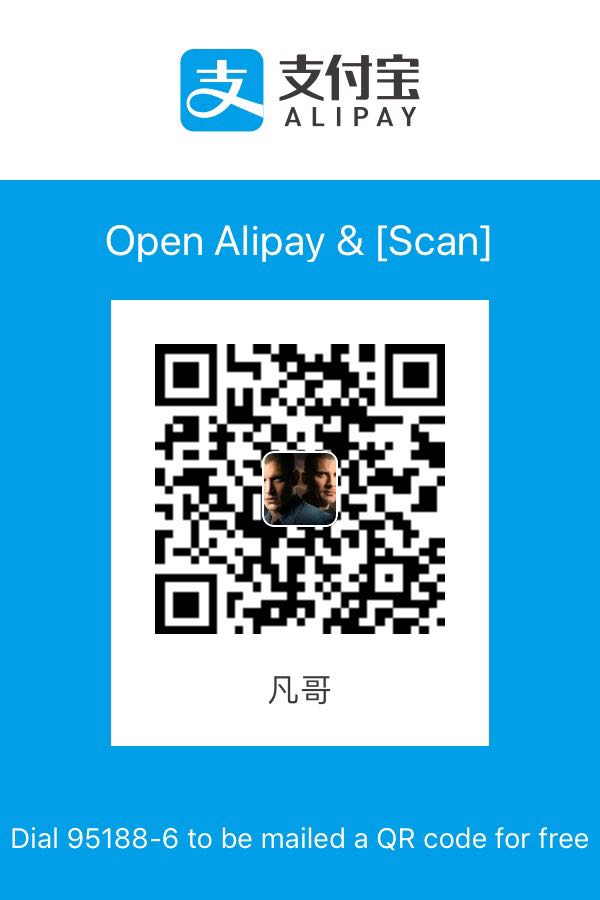 支付宝
ALIPAY
Open Alipay & [Scan]
凡哥
Dial 95188-6 to be mailed a QR code for free